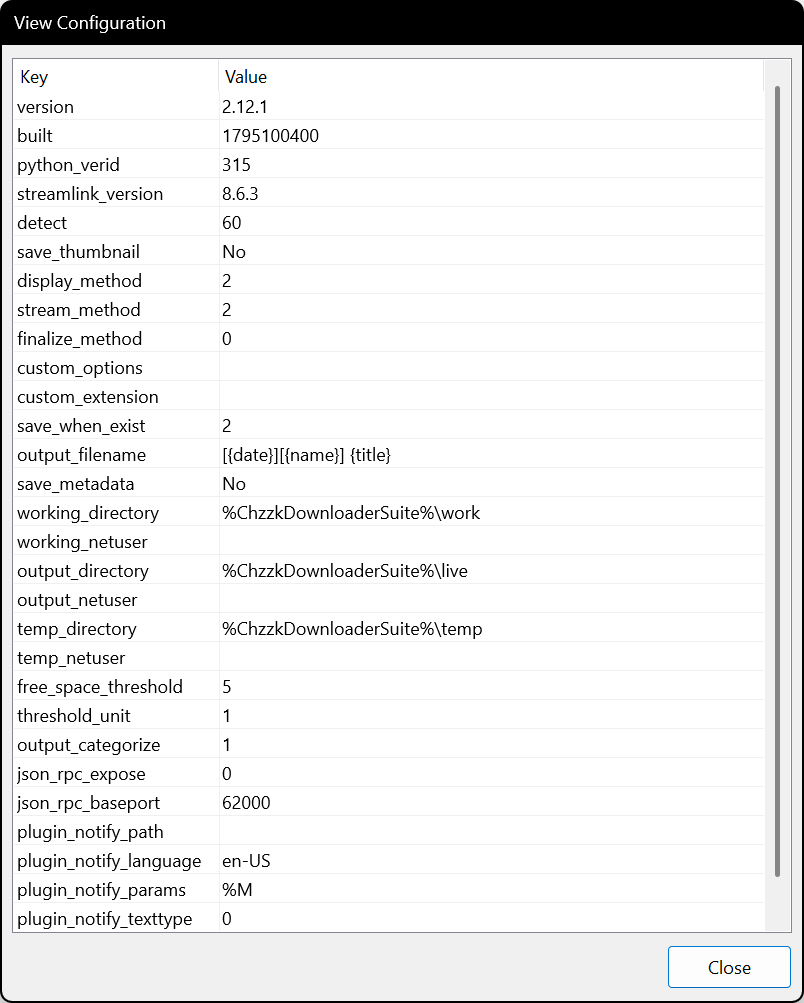 View Configuration
Key Value
version 2.12.1
built 1795100400
python_verid 315
streamlink_version 8.6.3
detect 60
save_thumbnail No
display_method 2
stream_method 2
finalize_method 0
custom_options
custom_extension
save_when_exist 2
output_filename [{date}][{name}] {title}
save_metadata No
working_directory %ChzzkDownloaderSuite%\work
working_netuser
output_directory %ChzzkDownloaderSuite%\live
output_netuser
temp_directory %ChzzkDownloaderSuite%\temp
temp_netuser
free_space_threshold 5
threshold_unit 1
output_categorize 1
json_rpc_expose 0
json_rpc_baseport 62000
plugin_notify_path
plugin_notify_language en-US
plugin_notify_params %M
plugin_notify_texttype 0
Close